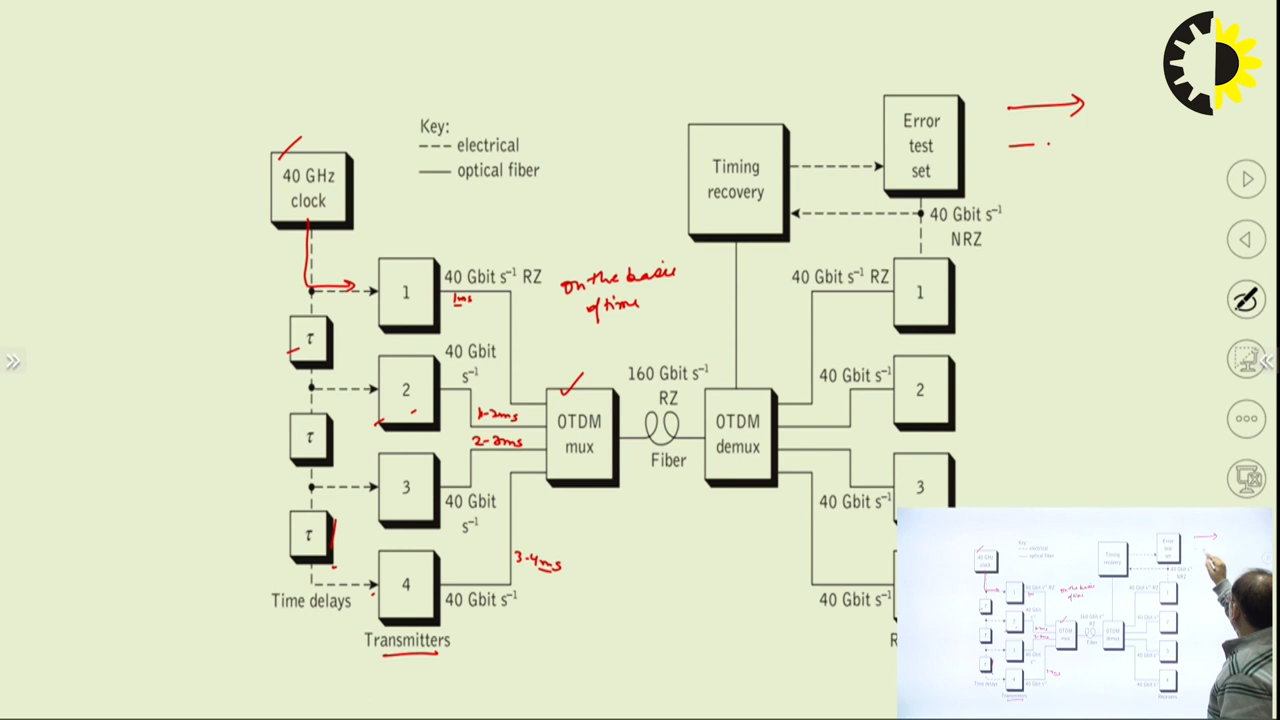 Key:
electrical
optical fiber
40 GHz
clock
τ
τ
τ
Time delays
1
2
3
4
Transmitters
40 Gbit s⁻¹ RZ
1ms
40 Gbit
s⁻¹
1-2ms
2-3ms
40 Gbit
s⁻¹
3-4ms
40 Gbit s⁻¹
on the basis
of time
OTDM
mux
160 Gbit s⁻¹
RZ
Fiber
OTDM
demux
Timing
recovery
Error
test
set
40 Gbit s⁻¹
NRZ
40 Gbit s⁻¹ RZ
40 Gbit s⁻¹
40 Gbit s⁻¹
40 Gbit s⁻¹
1
2
3
R